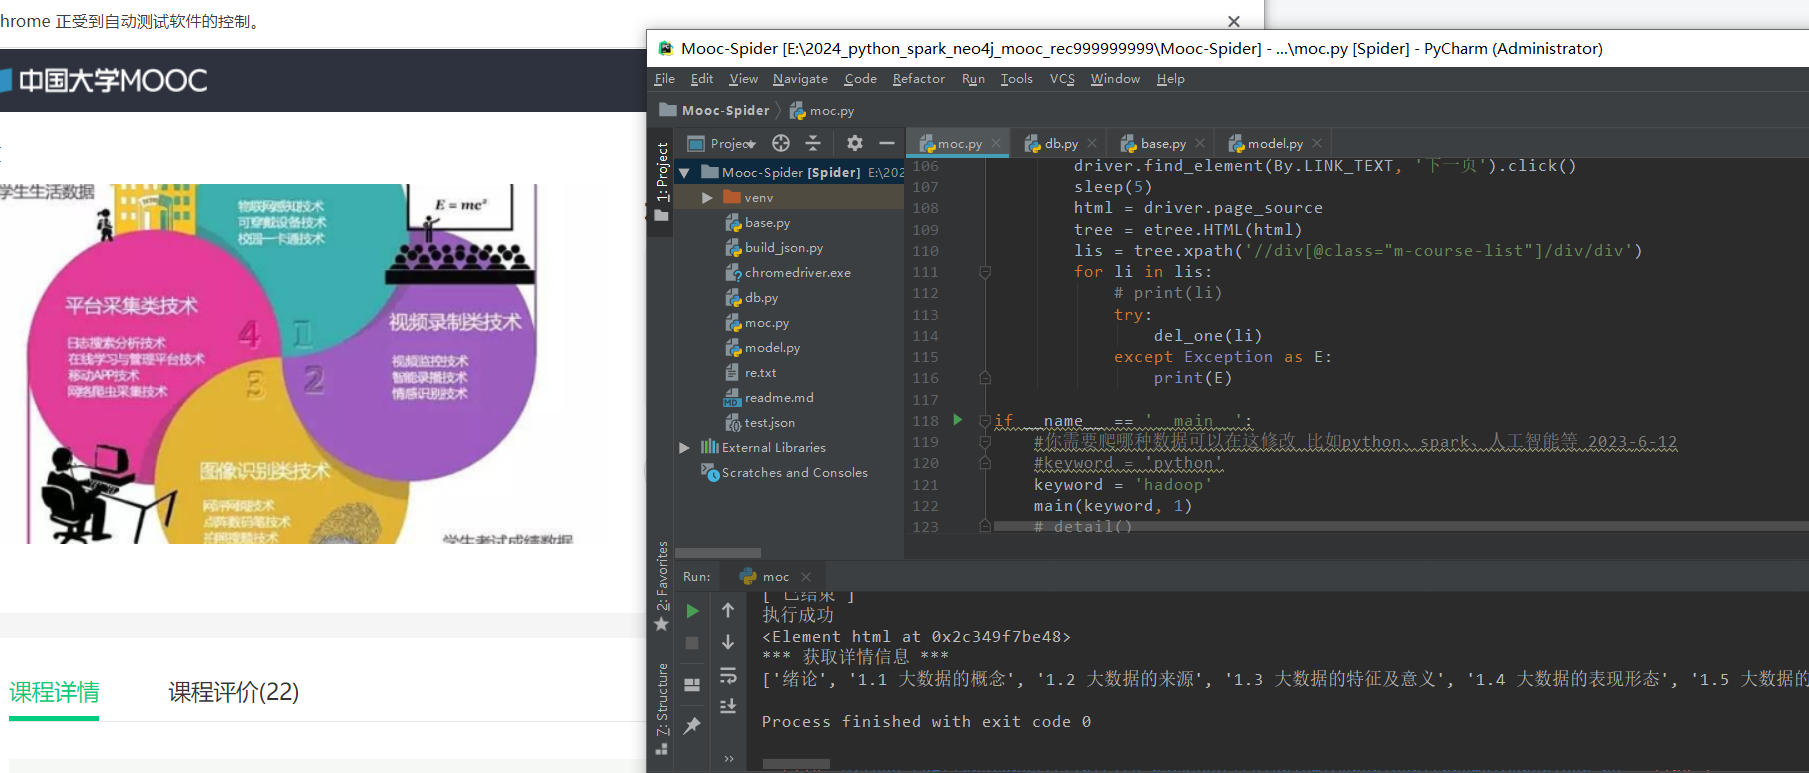 hrome 正受到自动测试软件的控制。
中国大学MOOC
学生生活数据
物联网感知技术
可穿戴设备技术
校园一卡通技术
E = mc²
平台采集类技术
日志搜索分析技术
在线学习与管理平台技术
移动APP技术
网络爬虫采集技术
4 1
3 2
视频录制类技术
视频监控技术
智能录播技术
情感识别技术
图像识别类技术
网评网阅技术
点阵数码笔技术
拍照搜题技术
学生考试成绩数据
课程详情
课程评价(22)
Mooc-Spider [E:\2024_python_spark_neo4j_mooc_rec999999999\Mooc-Spider] - ...\moc.py [Spider] - PyCharm (Administrator)
File Edit View Navigate Code Refactor Run Tools VCS Window Help
Mooc-Spider moc.py
1: Project
Project
Mooc-Spider [Spider] E:\202
venv
base.py
build_json.py
chromedriver.exe
db.py
moc.py
model.py
re.txt
readme.md
test.json
External Libraries
Scratches and Consoles
moc.py db.py base.py model.py
106 driver.find_element(By.LINK_TEXT, '下一页').click()
107 sleep(5)
108 html = driver.page_source
109 tree = etree.HTML(html)
110 lis = tree.xpath('//div[@class="m-course-list"]/div/div')
111 for li in lis:
112 # print(li)
113 try:
114 del_one(li)
115 except Exception as E:
116 print(E)
117
118 if __name__ == '__main__':
119 #你需要爬哪种数据可以在这修改 比如python、spark、人工智能等 2023-6-12
120 #keyword = 'python'
121 keyword = 'hadoop'
122 main(keyword, 1)
123 # detail()
2: Favorites
7: Structure
Run: moc
[ 已结束 ]
执行成功
<Element html at 0x2c349f7be48>
*** 获取详情信息 ***
['绪论', '1.1 大数据的概念', '1.2 大数据的来源', '1.3 大数据的特征及意义', '1.4 大数据的表现形态', '1.5 大数据的
Process finished with exit code 0